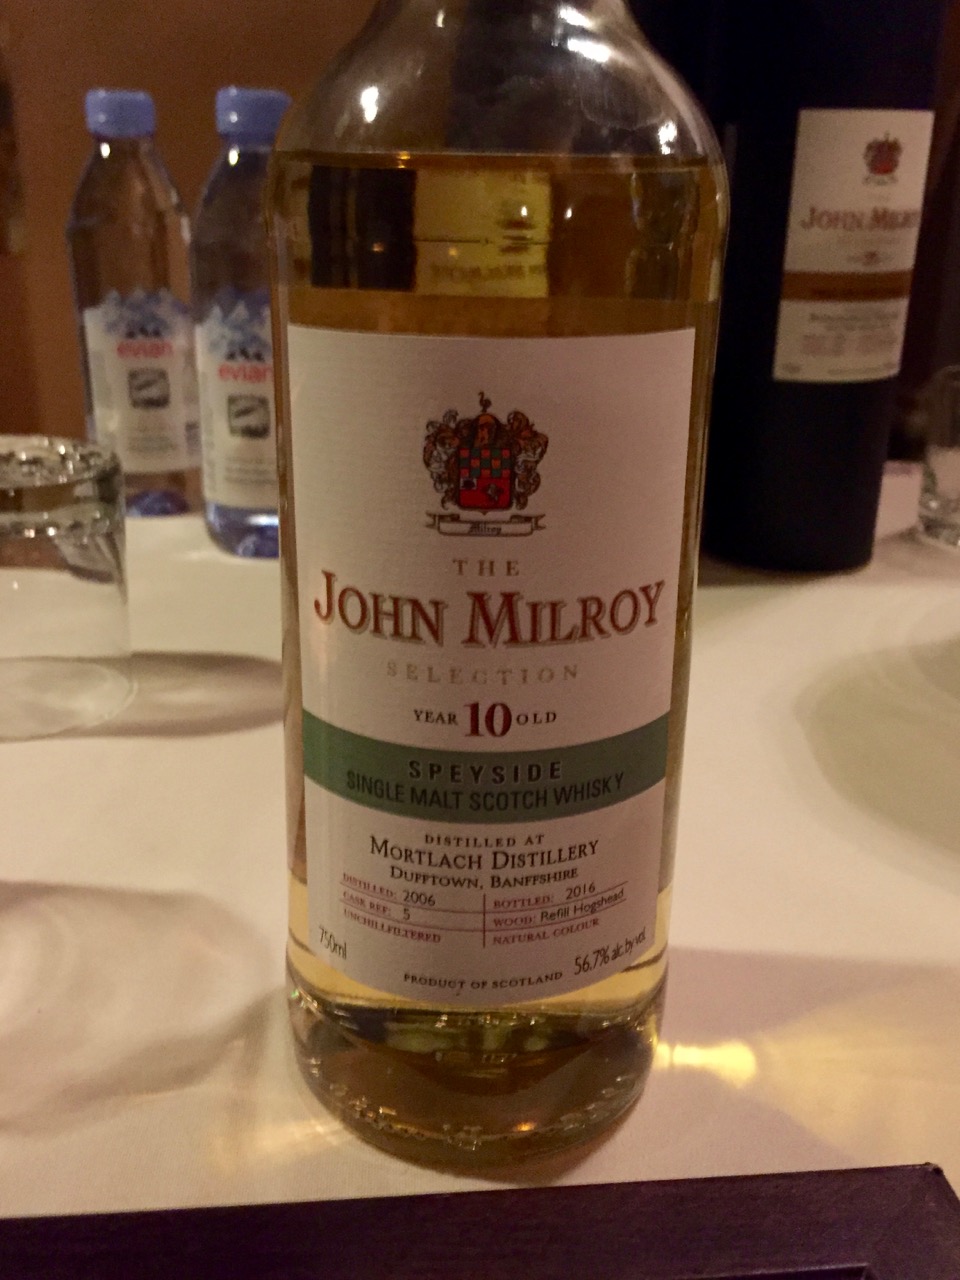 Milroy
THE
JOHN MILROY
SELECTION
YEAR 10 OLD
SPEYSIDE
SINGLE MALT SCOTCH WHISKY
DISTILLED AT
MORTLACH DISTILLERY
DUFFTOWN, BANFFSHIRE
DISTILLED: 2006
CASK REF: 5
UNCHILLFILTERED
BOTTLED: 2016
WOOD: Refill Hogshead
NATURAL COLOUR
750ml
PRODUCT OF SCOTLAND
56.7% alc. by vol.
evian
evian
JOHN MILROY